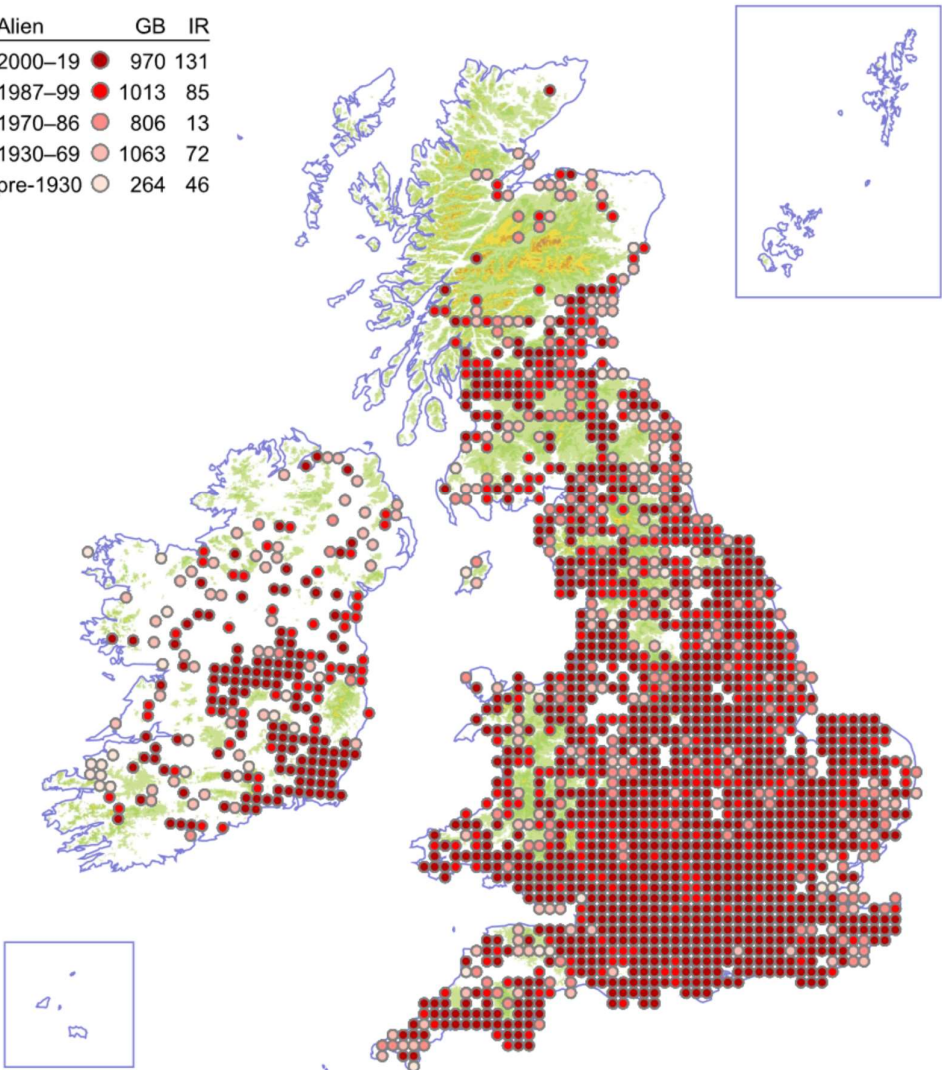 Alien GB IR
2000–19 970 131
1987–99 1013 85
1970–86 806 13
1930–69 1063 72
pre-1930 264 46